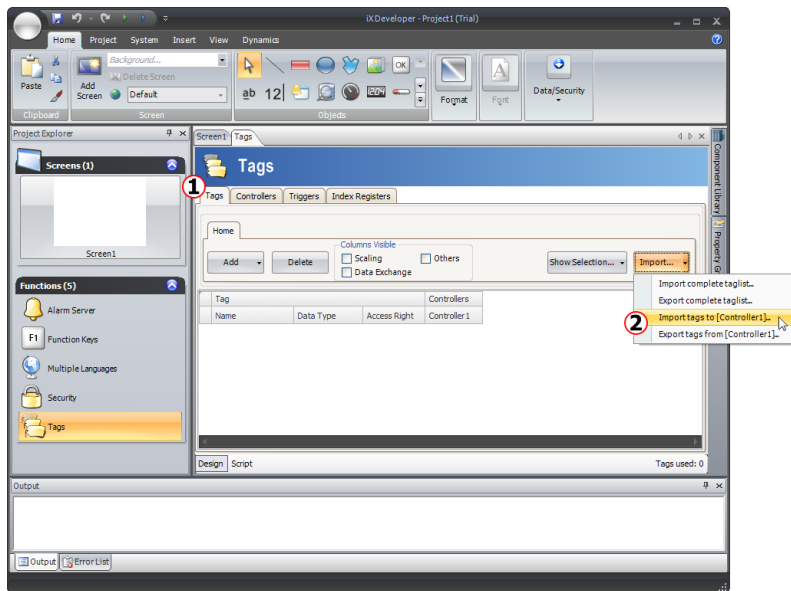 iXDeveloper - Project1 (Trial)
Home Project System Insert View Dynamics
Paste
Clipboard
Add Screen
Background...
Delete Screen
Default
Screen
ab 12
OK
Objects
Format
A
Font
Data/Security
Project Explorer
Screens (1)
Screen1
Functions (5)
Alarm Server
F1 Function Keys
Multiple Languages
Security
Tags
Screen1 Tags
Tags
1
Tags Controllers Triggers Index Registers
Home
Add Delete
Columns Visible
Scaling Others
Data Exchange
Show Selection... Import...
Import complete taglist...
Export complete taglist...
2
Import tags to [Controller1]...
Export tags from [Controller1]...
Tag Controllers
Name Data Type Access Right Controller1
Design Script
Tags used: 0
Component Library
Output
Output Error List